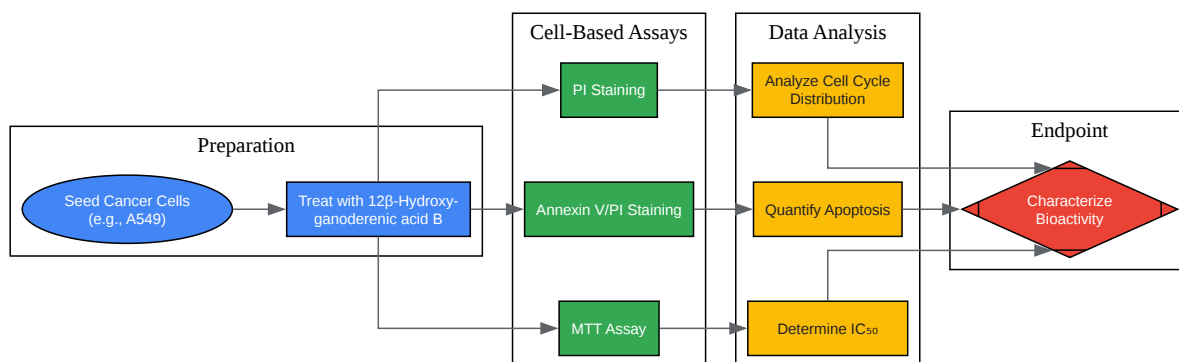 Preparation
Seed Cancer Cells
(e.g., A549)
Treat with 12β-Hydroxy-
ganoderenic acid B
Cell-Based Assays
PI Staining
Annexin V/PI Staining
MTT Assay
Data Analysis
Analyze Cell Cycle
Distribution
Quantify Apoptosis
Determine IC₅₀
Endpoint
Characterize
Bioactivity